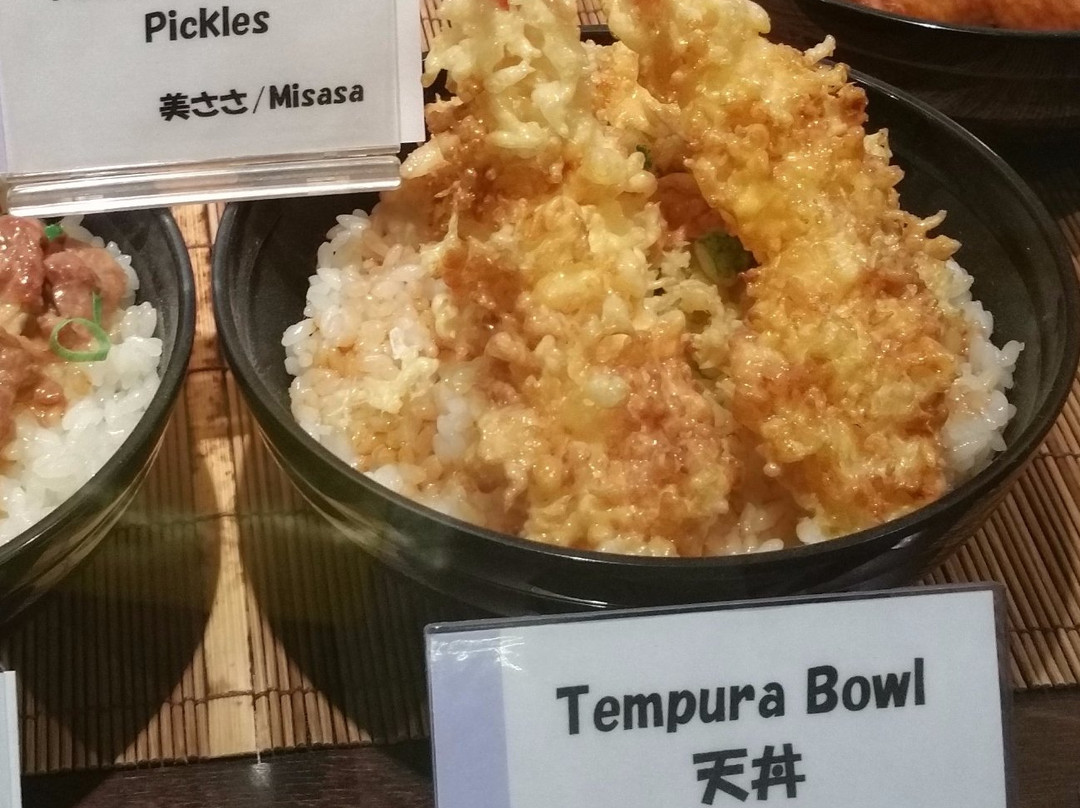 Pickles
美ささ/Misasa
Tempura Bowl
天丼